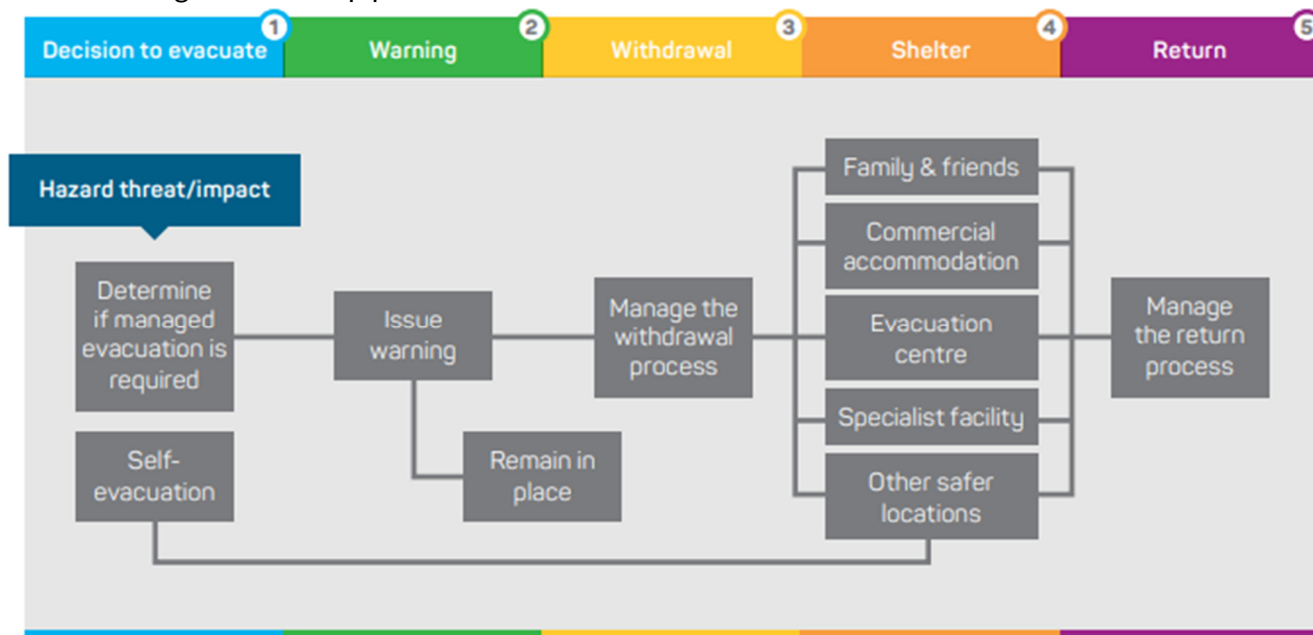 Decision to evacuate 1
Warning 2
Withdrawal 3
Shelter 4
Return 5
Hazard threat/impact
Determine
if managed
evacuation is
required
Self-
evacuation
Issue
warning
Remain in
place
Manage the
withdrawal
process
Family & friends
Commercial
accommodation
Evacuation
centre
Specialist facility
Other safer
locations
Manage
the return
process